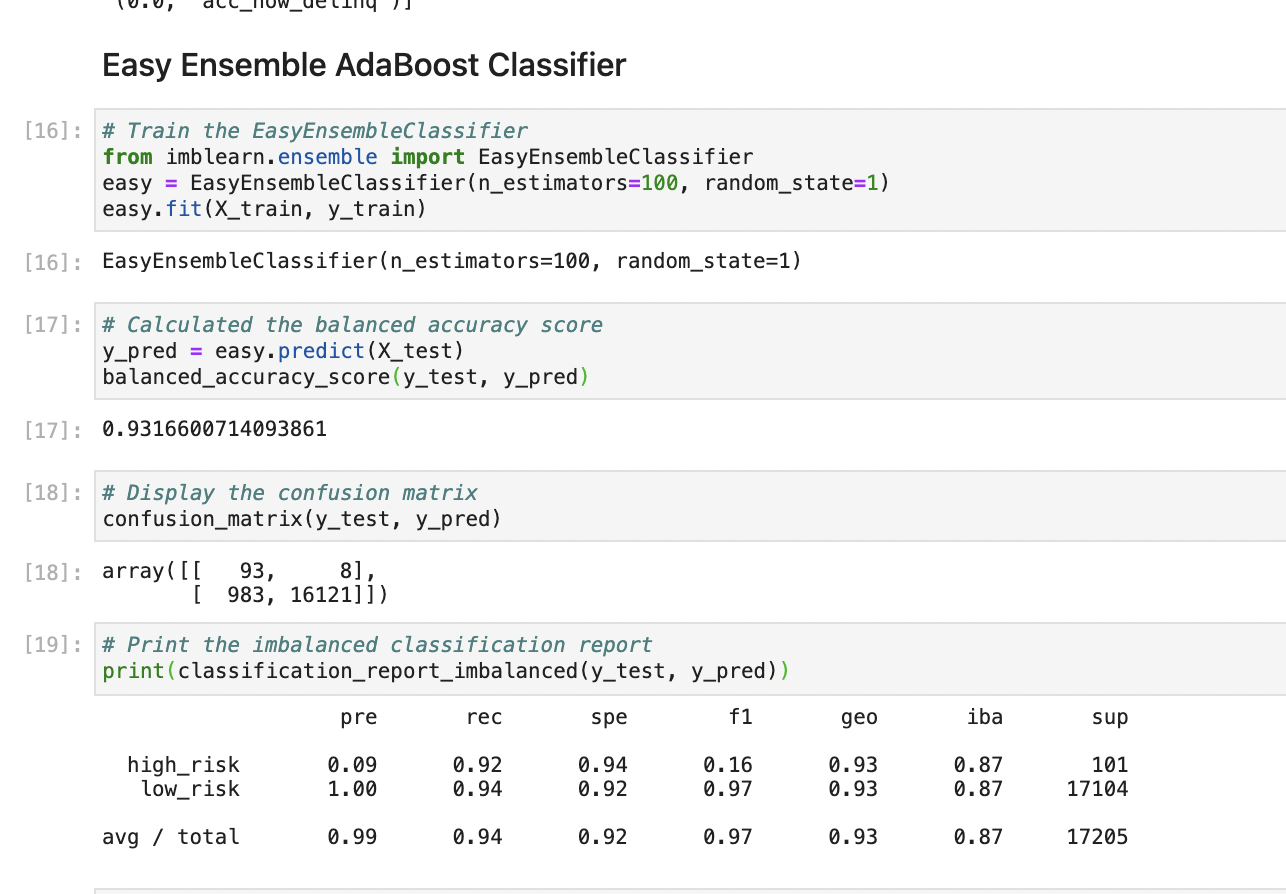 (0.0, 'acc_now_delinq')]
Easy Ensemble AdaBoost Classifier
[16]: # Train the EasyEnsembleClassifier
from imblearn.ensemble import EasyEnsembleClassifier
easy = EasyEnsembleClassifier(n_estimators=100, random_state=1)
easy.fit(X_train, y_train)
[16]: EasyEnsembleClassifier(n_estimators=100, random_state=1)
[17]: # Calculated the balanced accuracy score
y_pred = easy.predict(X_test)
balanced_accuracy_score(y_test, y_pred)
[17]: 0.9316600714093861
[18]: # Display the confusion matrix
confusion_matrix(y_test, y_pred)
[18]: array([[   93,     8],
       [  983, 16121]])
[19]: # Print the imbalanced classification report
print(classification_report_imbalanced(y_test, y_pred))
pre rec spe f1 geo iba sup
high_risk 0.09 0.92 0.94 0.16 0.93 0.87 101
low_risk 1.00 0.94 0.92 0.97 0.93 0.87 17104
avg / total 0.99 0.94 0.92 0.97 0.93 0.87 17205